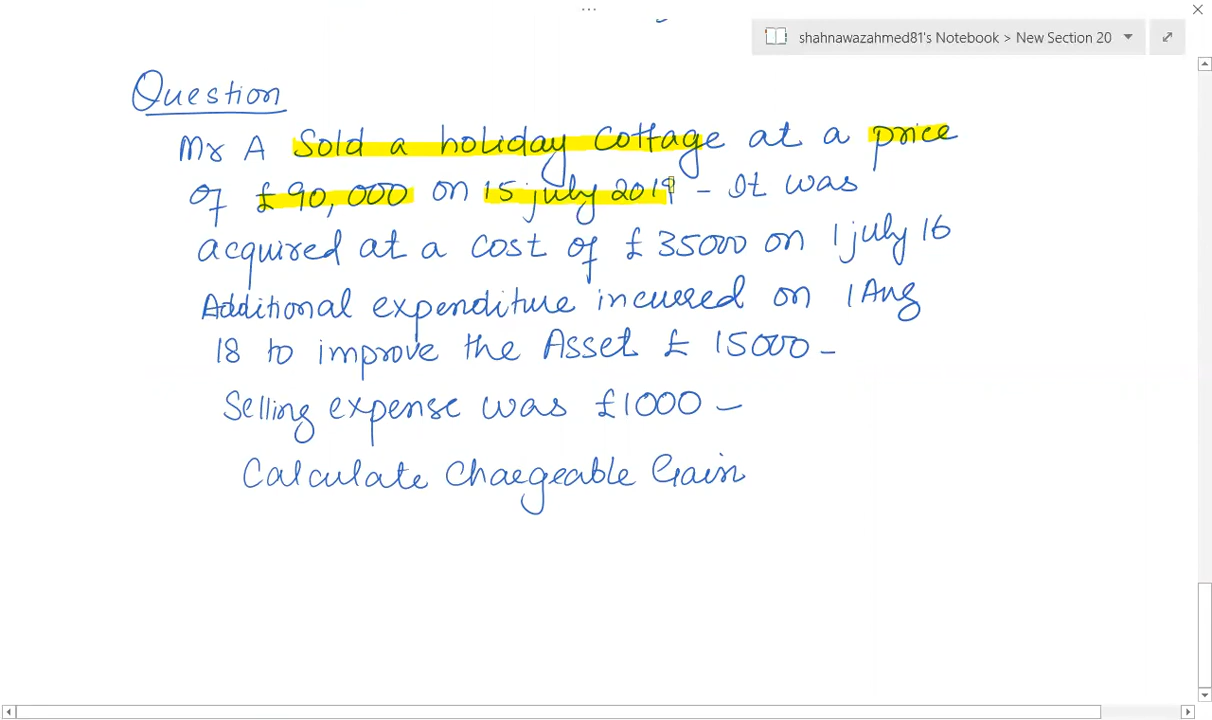 shahnawazahmed81's Notebook > New Section 20
Question
Mr A Sold a holiday Cottage at a price
of £90,000 on 15 july 2019 - It was
acquired at a cost of £ 35000 on 1 july 16
Additional expenditure incurred on 1 Aug
18 to improve the Asset £ 15000 -
Selling expense was £1000 -
Calculate Chargeable Gain